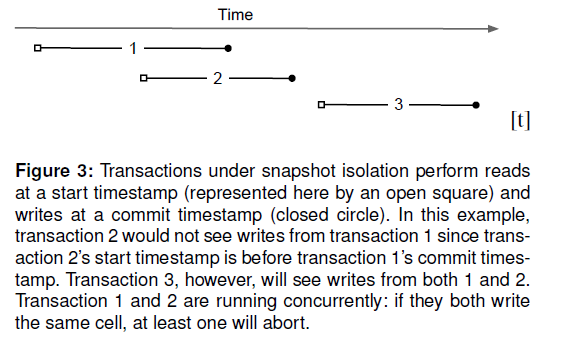 Time
1
2
3
[t]
Figure 3: Transactions under snapshot isolation perform reads
at a start timestamp (represented here by an open square) and
writes at a commit timestamp (closed circle). In this example,
transaction 2 would not see writes from transaction 1 since trans-
action 2's start timestamp is before transaction 1's commit times-
tamp. Transaction 3, however, will see writes from both 1 and 2.
Transaction 1 and 2 are running concurrently: if they both write
the same cell, at least one will abort.